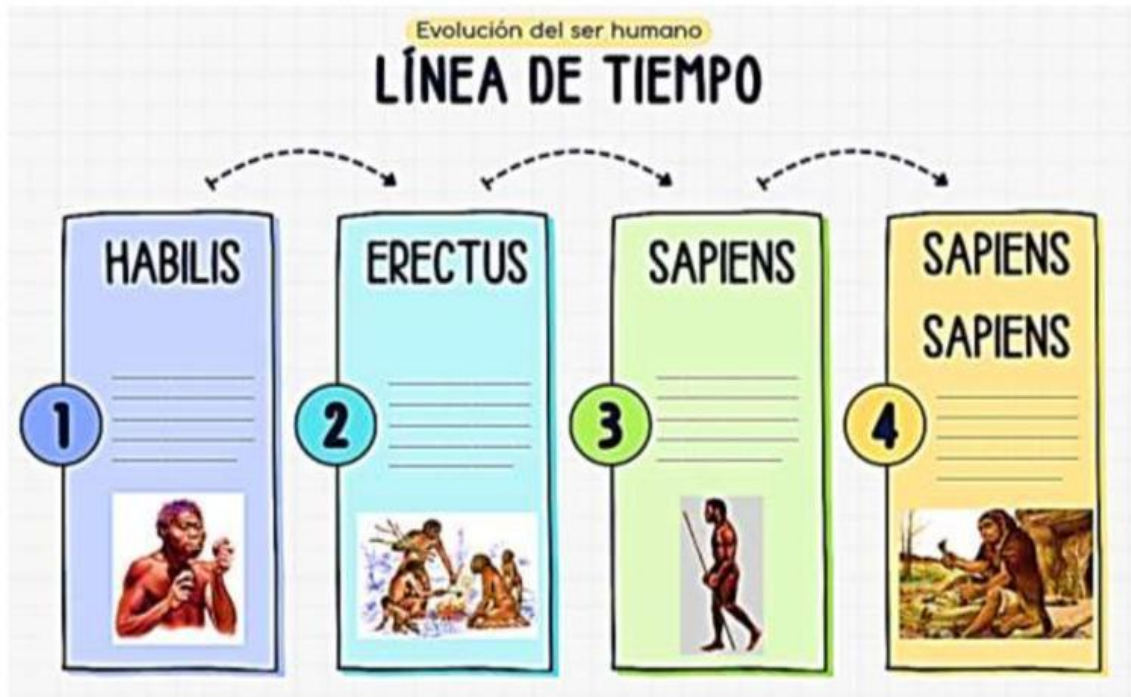 Evolución del ser humano
LÍNEA DE TIEMPO
HABILIS
ERECTUS
SAPIENS
SAPIENS
SAPIENS
1
2
3
4